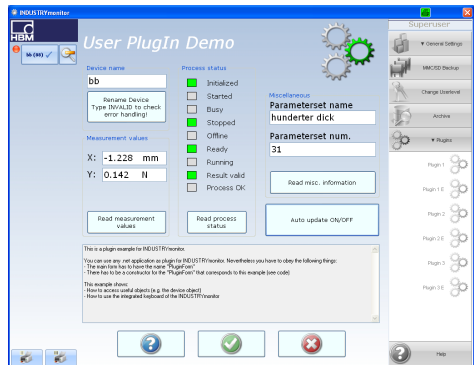 INDUSTRYmonitor
HBM
bb (BB)
User PlugIn Demo
Device name
bb
Rename Device
Type INVALID to check
error handling!
Measurement values
X: -1.228 mm
Y: 0.142 N
Read measurement
values
Process status
Initialized
Started
Busy
Stopped
Offline
Ready
Running
Result valid
Process OK
Read process
status
Miscellaneous
Parameterset name
hunderter dick
Parameterset num.
31
Read misc. information
Auto update ON/OFF
This is a plugin example for INDUSTRYmonitor.
You can use any .net application as plugin for INDUSTRYmonitor. Nevertheless you have to obey the following things:
- The main form has to have the name "PluginForm"
- There has to be a constructor for the "PluginForm" that corresponds to this example (see code)
This example shows:
- How to access useful objects (e.g. the device object)
- How to use the integrated keyboard of the INDUSTRYmonitor
Superuser
General Settings
MMC/SD Backup
Change Userlevel
Archive
Plugins
Plugin 1
Plugin 1 E
Plugin 2
Plugin 2 E
Plugin 3
Plugin 3 E
Help